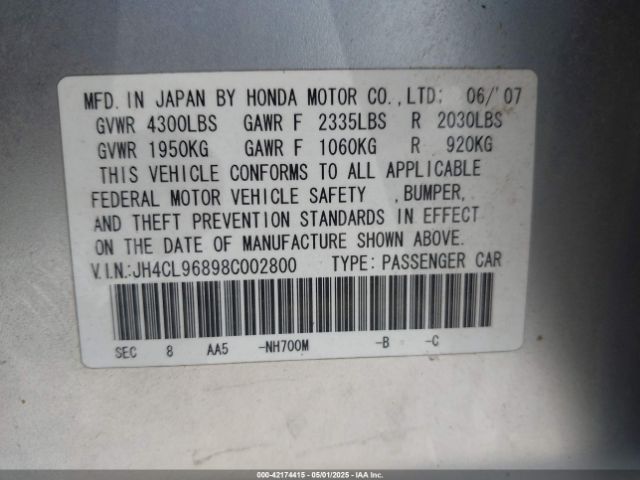 MFD. IN JAPAN BY HONDA MOTOR CO.,LTD: 06/'07
GVWR 4300LBS GAWR F 2335LBS R 2030LBS
GVWR 1950KG GAWR F 1060KG R 920KG
THIS VEHICLE CONFORMS TO ALL APPLICABLE
FEDERAL MOTOR VEHICLE SAFETY ,BUMPER,
AND THEFT PREVENTION STANDARDS IN EFFECT
ON THE DATE OF MANUFACTURE SHOWN ABOVE.
V.I.N.:JH4CL96898C002800 TYPE: PASSENGER CAR
SEC 8 AA5 -NH700M -B -C
000-42174415 - 05/01/2025 - IAA Inc.